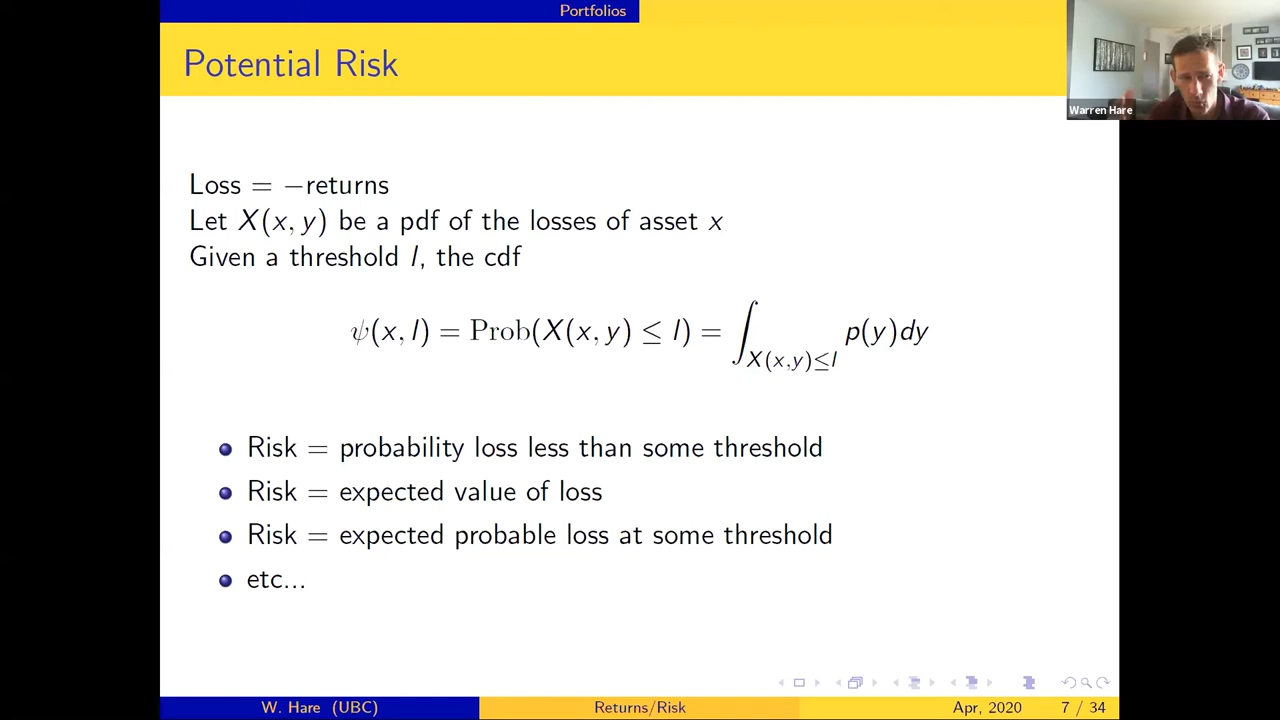 Portfolios
Potential Risk
Warren Hare
Loss = −returns
Let X(x, y) be a pdf of the losses of asset x
Given a threshold l, the cdf
ψ(x, l) = Prob(X(x, y) ≤ l) = ∫_{X(x,y)≤l} p(y)dy
Risk = probability loss less than some threshold
Risk = expected value of loss
Risk = expected probable loss at some threshold
etc...
W. Hare (UBC) Returns/Risk Apr, 2020 7 / 34